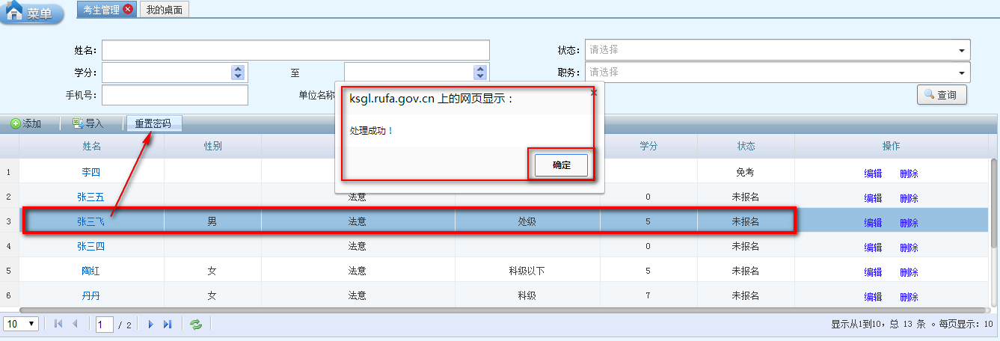 菜单 考生管理 我的桌面
姓名: 状态: 请选择
学分: 至 职务: 请选择
手机号: 单位名称 查询
ksgl.rufa.gov.cn 上的网页显示：
处理成功！
确定
添加 导入 重置密码
姓名 性别 学分 状态 操作
1 李四 免考 编辑 删除
2 张三五 法意 0 未报名 编辑 删除
3 张三飞 男 法意 处级 5 未报名 编辑 删除
4 张三四 法意 0 未报名 编辑 删除
5 陶红 女 法意 科级以下 5 未报名 编辑 删除
6 丹丹 女 法意 科级 7 未报名 编辑 删除
10 1 / 2 显示从1到10，总 13 条 。每页显示：10